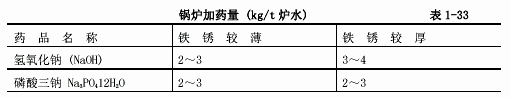 锅炉加药量 (kg/t 炉水) 表 1-33
药 品 名 称 铁 锈 较 薄 铁 锈 较 厚
氢氧化钠 (NaOH) 2～3 3～4
磷酸三钠 Na₃PO₄12H₂O 2～3 2～3